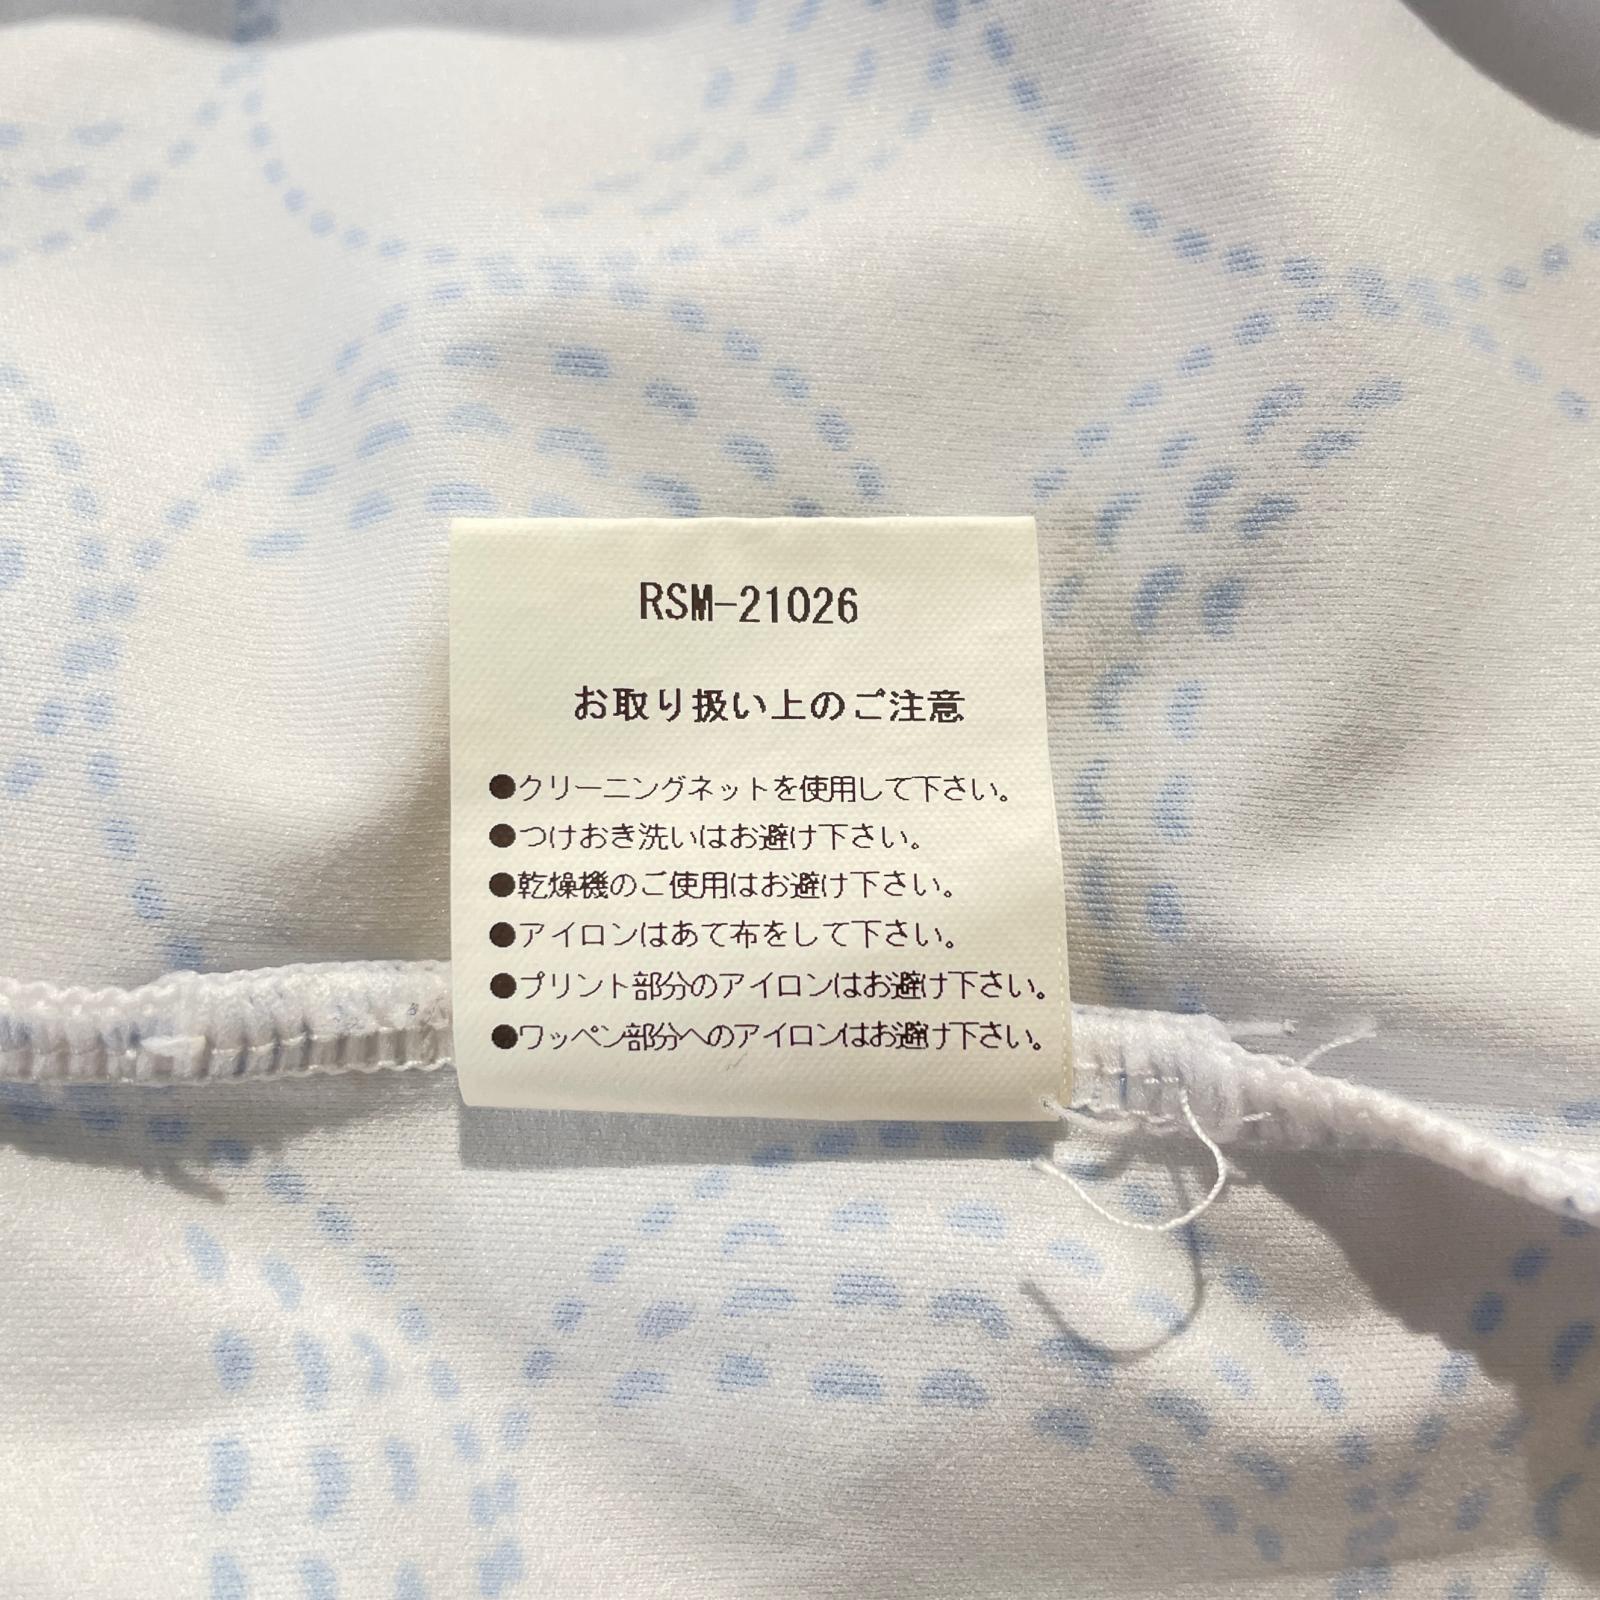 RSM-21026
お取り扱い上のご注意
●クリーニングネットを使用して下さい。
●つけおき洗いはお避け下さい。
●乾燥機のご使用はお避け下さい。
●アイロンはあて布をして下さい。
●プリント部分のアイロンはお避け下さい。
●ワッペン部分へのアイロンはお避け下さい。